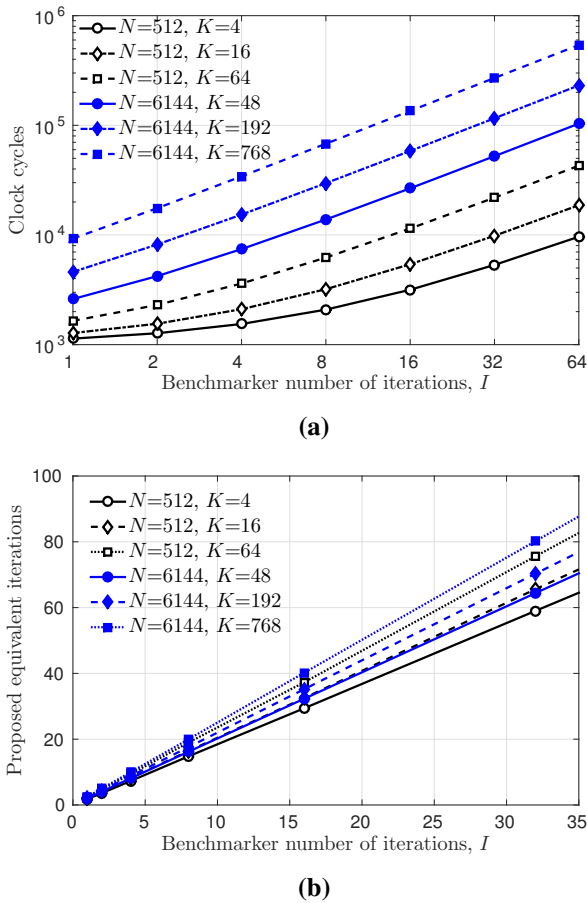 10^6
10^5
10^4
10^3
Clock cycles
N=512, K=4
N=512, K=16
N=512, K=64
N=6144, K=48
N=6144, K=192
N=6144, K=768
1 2 4 8 16 32 64
Benchmarker number of iterations, I
(a)
100
80
60
40
20
0
Proposed equivalent iterations
N=512, K=4
N=512, K=16
N=512, K=64
N=6144, K=48
N=6144, K=192
N=6144, K=768
0 5 10 15 20 25 30 35
Benchmarker number of iterations, I
(b)